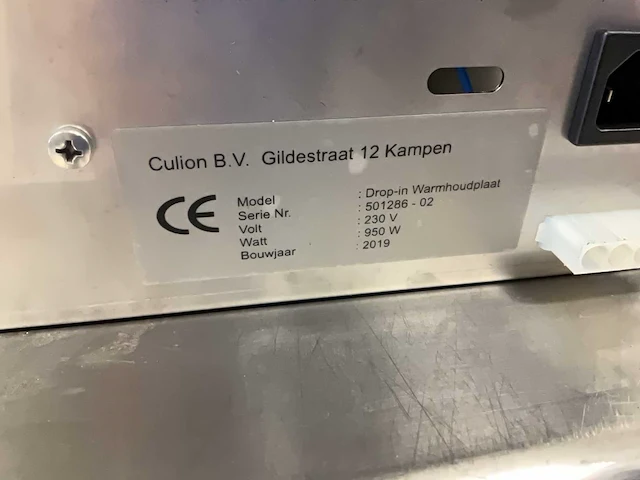 Culion B.V. Gildestraat 12 Kampen
CE
Model : Drop-in Warmhoudplaat
Serie Nr. : 501286 - 02
Volt : 230 V
Watt : 950 W
Bouwjaar : 2019